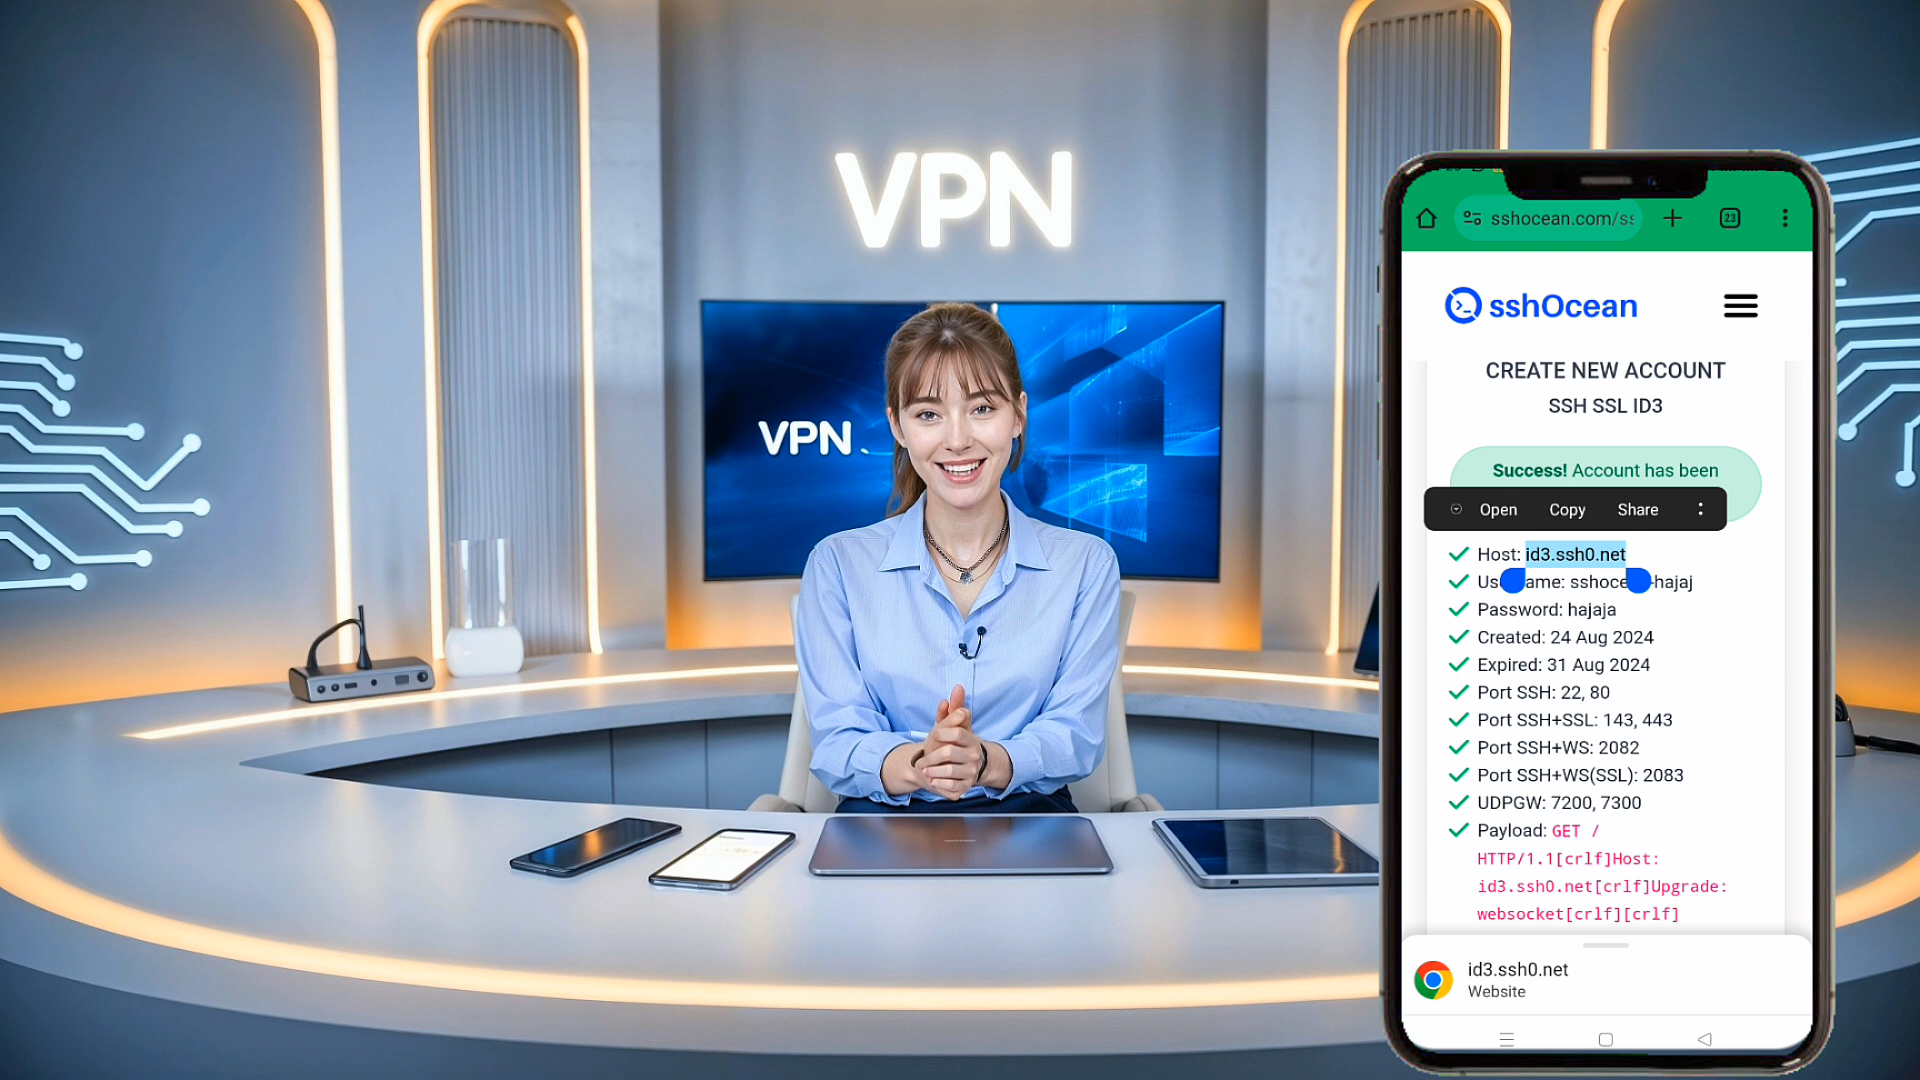 VPN
VPN
23
sshocean.com/ss
sshOcean
CREATE NEW ACCOUNT
SSH SSL ID3
Success! Account has been
Open Copy Share
Host: id3.ssh0.net
Password: hajaja
Created: 24 Aug 2024
Expired: 31 Aug 2024
Port SSH: 22, 80
Port SSH+SSL: 143, 443
Port SSH+WS: 2082
Port SSH+WS(SSL): 2083
UDPGW: 7200, 7300
Payload: GET /
HTTP/1.1[crlf]Host:
id3.ssh0.net[crlf]Upgrade:
websocket[crlf][crlf]
id3.ssh0.net
Website